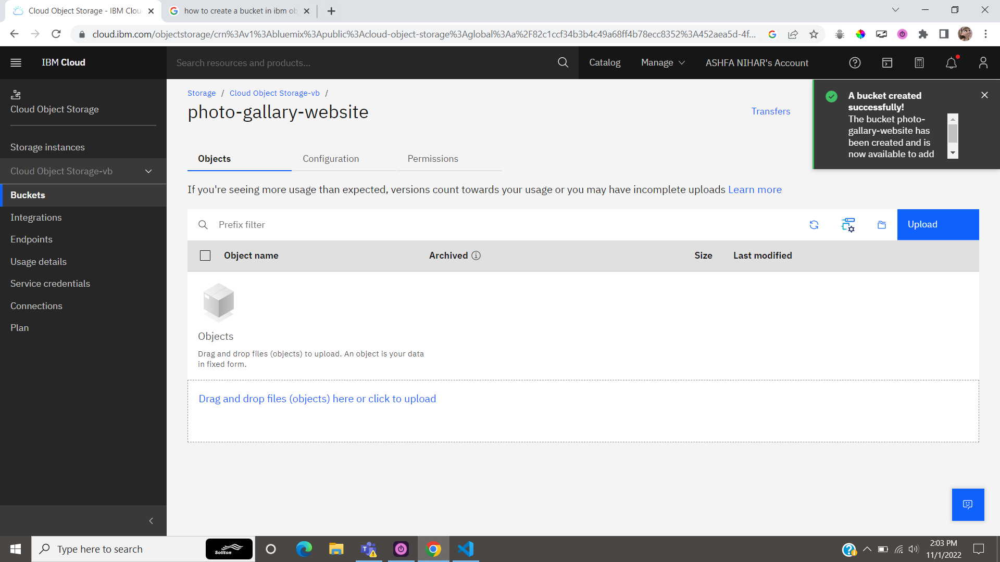 Cloud Object Storage - IBM Clou
how to create a bucket in ibm ob
cloud.ibm.com/objectstorage/crn%3Av1%3Abluemix%3Apublic%3Acloud-object-storage%3Aglobal%3Aa%2F82c1ccf34b3b4c49a68ff4b78ecc8352%3A452aea5d-4f...
IBM Cloud
Search resources and products...
Catalog
Manage
ASHFA NIHAR's Account
Cloud Object Storage
Storage instances
Cloud Object Storage-vb
Buckets
Integrations
Endpoints
Usage details
Service credentials
Connections
Plan
Storage / Cloud Object Storage-vb /
photo-gallary-website
Transfers
A bucket created
successfully!
The bucket photo-
gallary-website has
been created and is
now available to add
Objects
Configuration
Permissions
If you're seeing more usage than expected, versions count towards your usage or you may have incomplete uploads Learn more
Prefix filter
Upload
Object name
Archived
Size
Last modified
Objects
Drag and drop files (objects) to upload. An object is your data
in fixed form.
Drag and drop files (objects) here or click to upload
Type here to search
Soliton
2:03 PM
11/1/2022